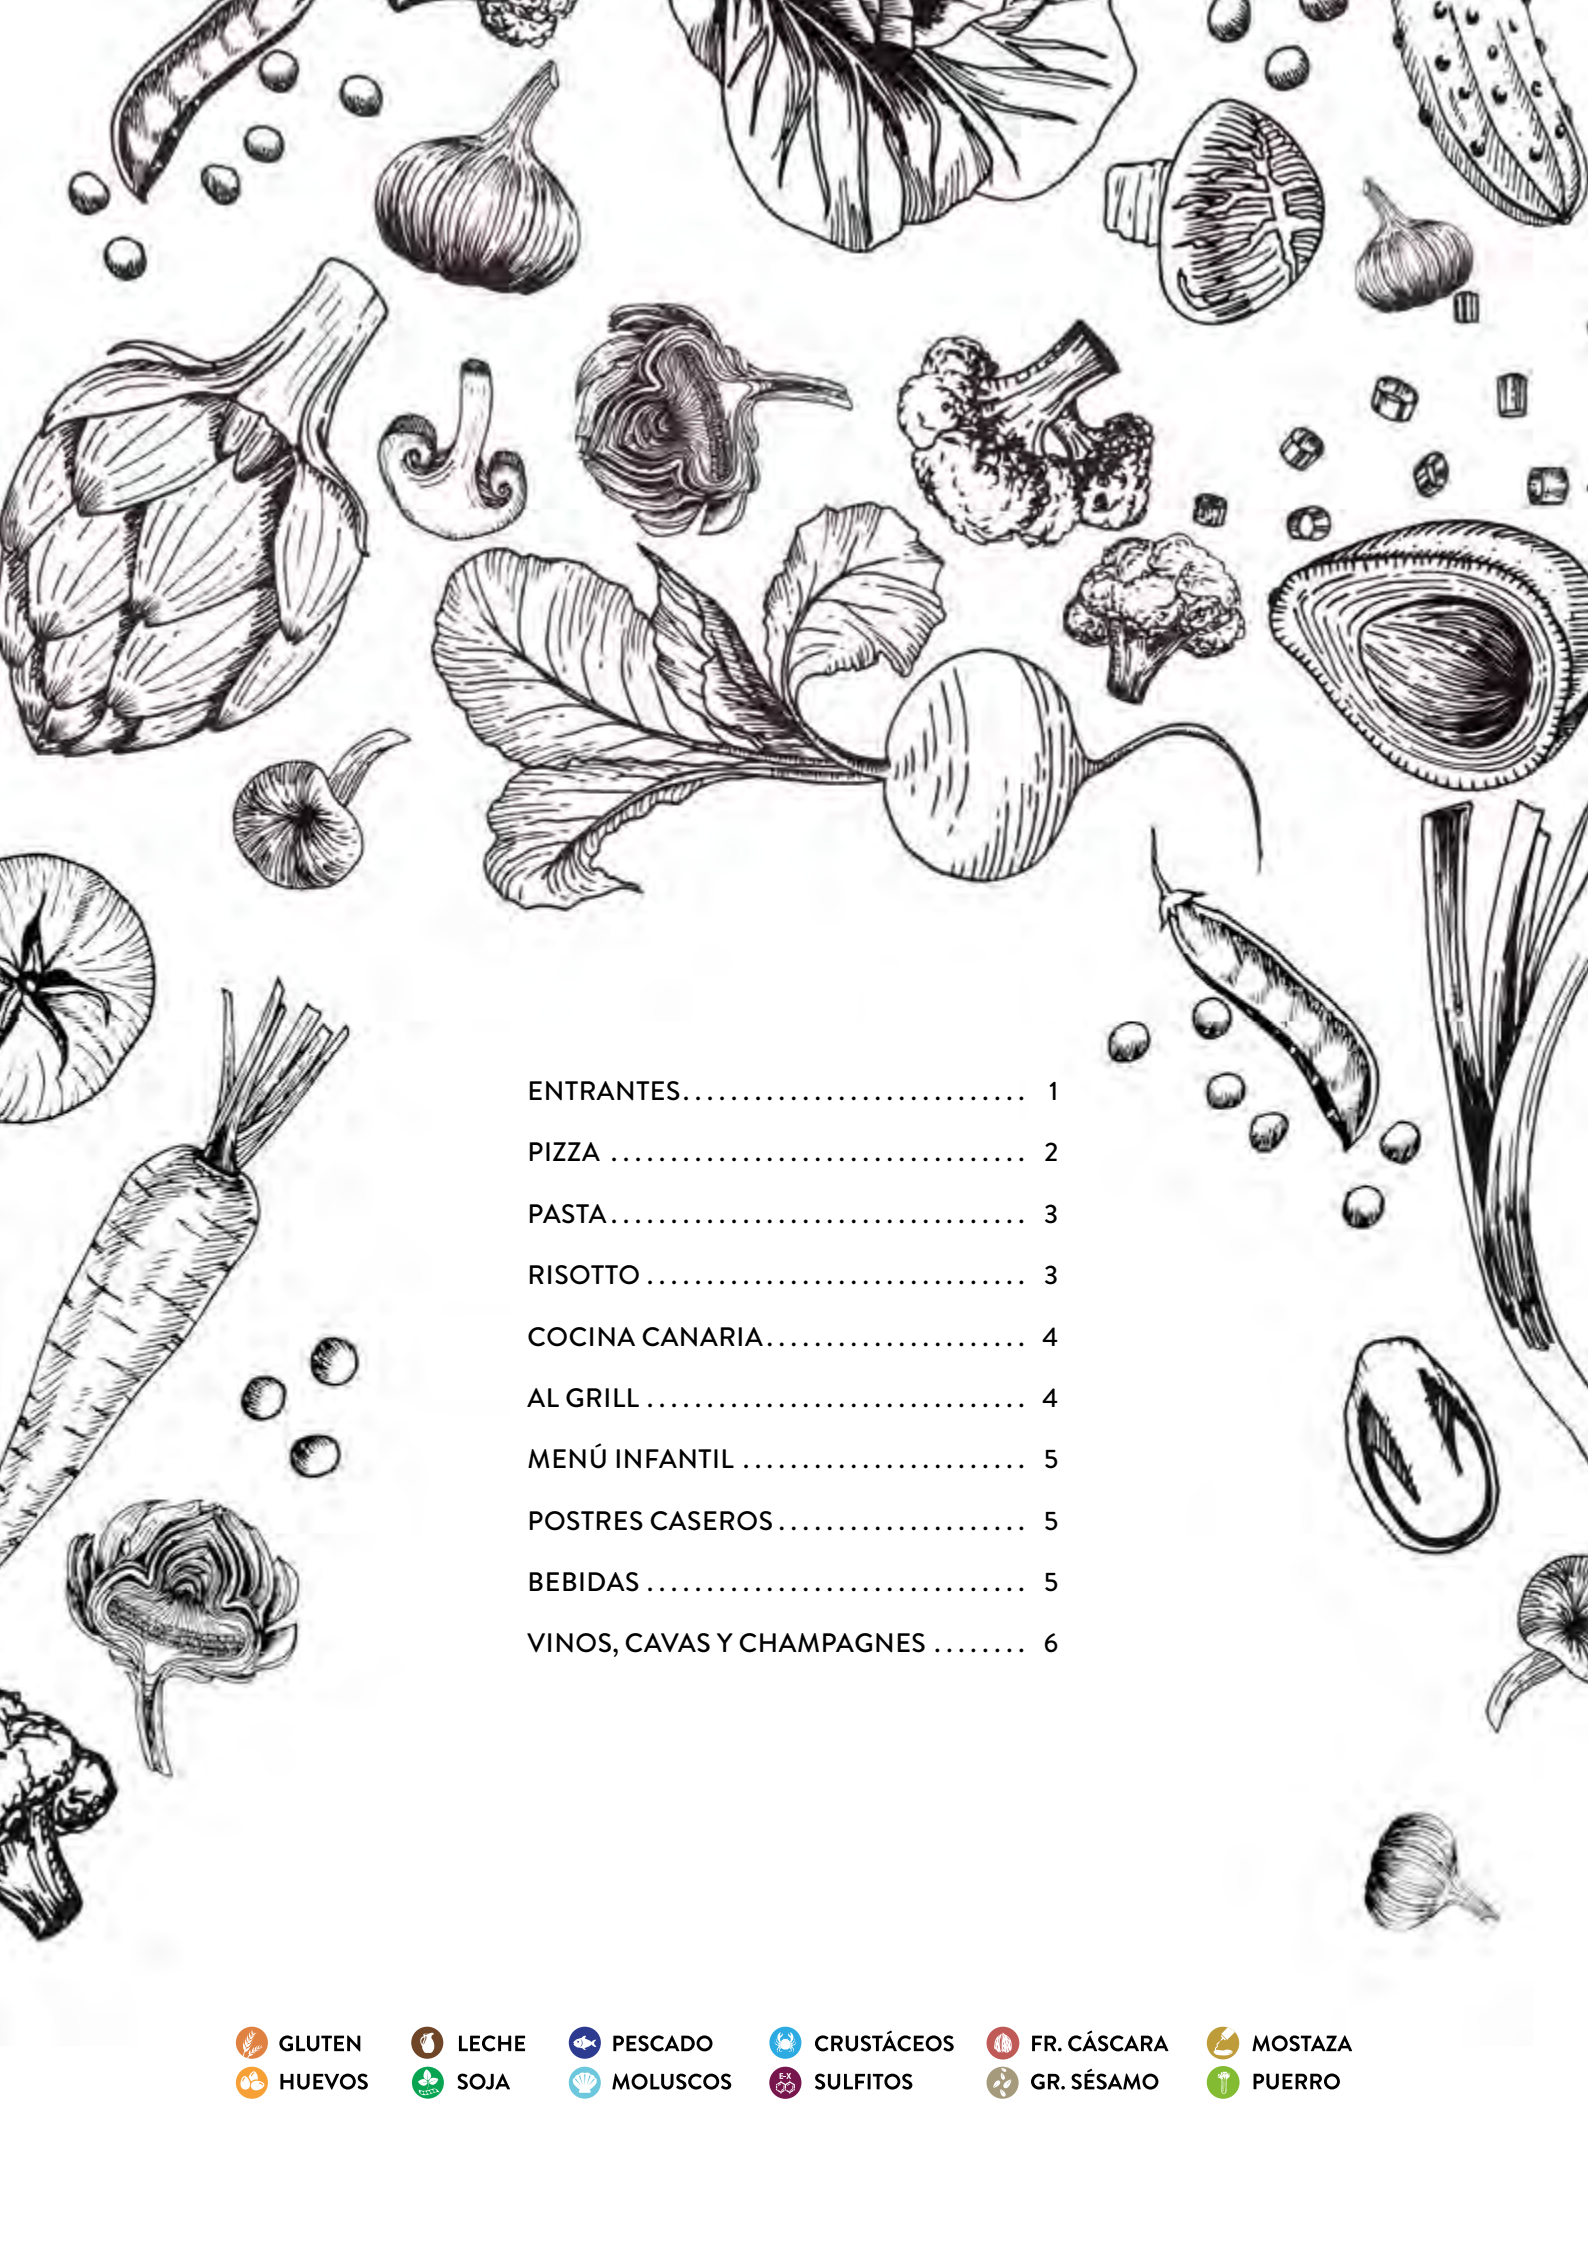 ENTRANTES............................. 1
PIZZA ................................... 2
PASTA................................... 3
RISOTTO ................................ 3
COCINA CANARIA...................... 4
AL GRILL ................................ 4
MENÚ INFANTIL ........................ 5
POSTRES CASEROS..................... 5
BEBIDAS ................................ 5
VINOS, CAVAS Y CHAMPAGNES ........ 6
GLUTEN LECHE PESCADO CRUSTÁCEOS FR. CÁSCARA MOSTAZA
HUEVOS SOJA MOLUSCOS E-X SULFITOS GR. SÉSAMO PUERRO